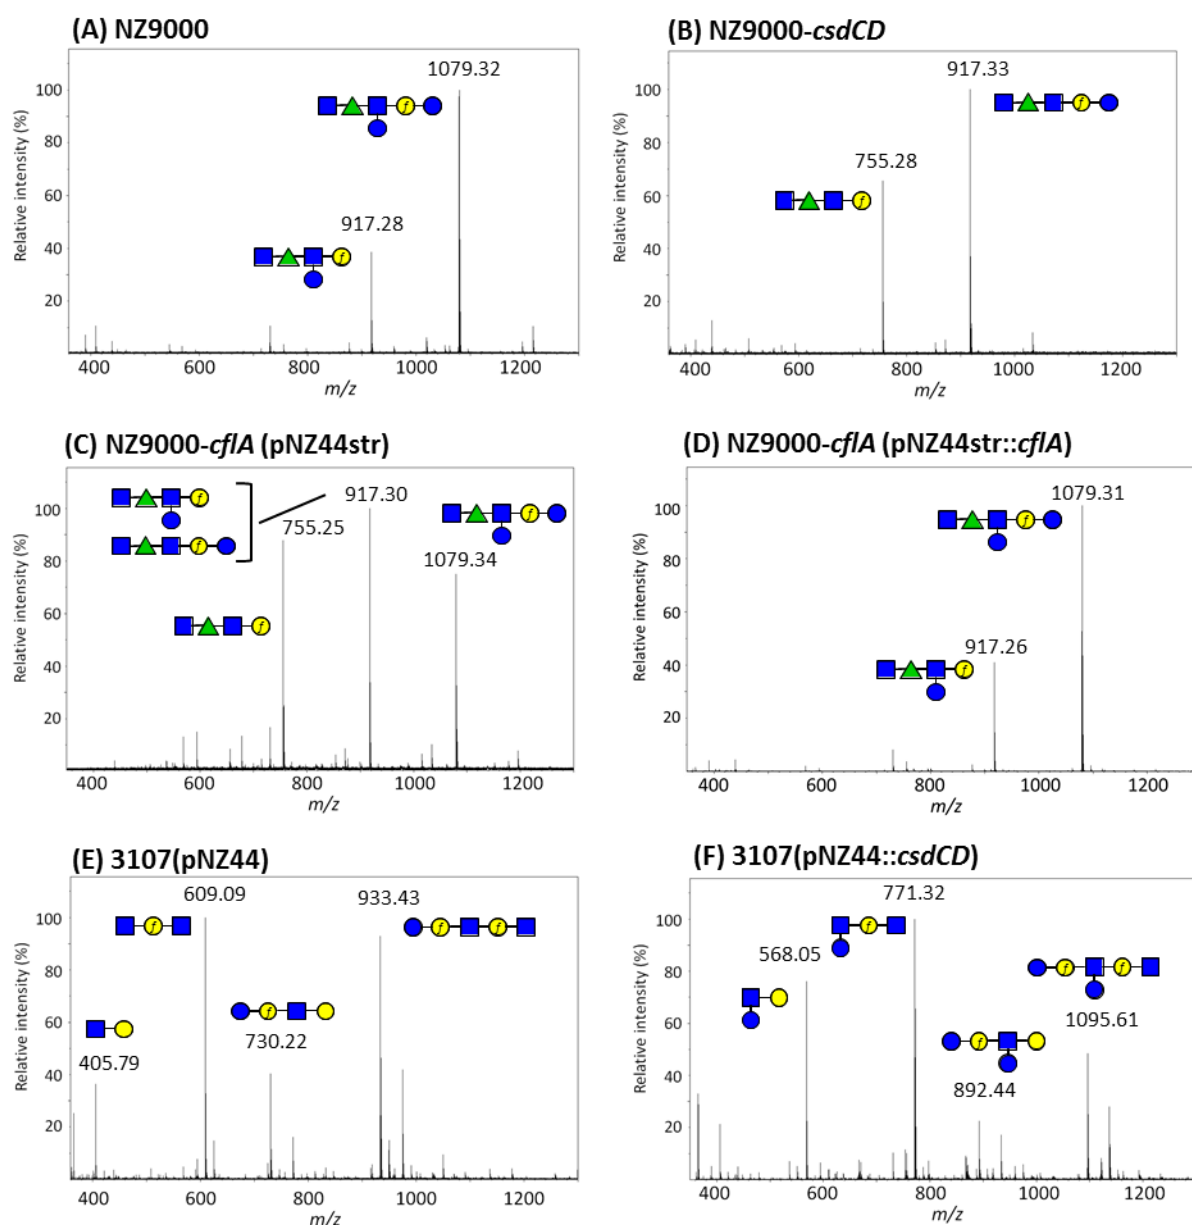 (A) NZ9000
Relative intensity (%)
100
80
60
40
20
1079.32
f
917.28
f
400 600 800 1000 1200
m/z
(B) NZ9000-csdCD
Relative intensity (%)
100
80
60
40
20
917.33
f
755.28
f
400 600 800 1000 1200
m/z
(C) NZ9000-cflA (pNZ44str)
Relative intensity (%)
100
80
60
40
20
f
917.30
755.25
f
f
1079.34
f
400 600 800 1000 1200
m/z
(D) NZ9000-cflA (pNZ44str::cflA)
Relative intensity (%)
100
80
60
40
20
1079.31
f
917.26
f
400 600 800 1000 1200
m/z
(E) 3107(pNZ44)
Relative intensity (%)
100
80
60
40
20
609.09
933.43
f
f f
f
730.22
405.79
400 600 800 1000 1200
m/z
(F) 3107(pNZ44::csdCD)
Relative intensity (%)
100
80
60
40
20
771.32
f
568.05
f f
1095.61
f
892.44
400 600 800 1000 1200
m/z